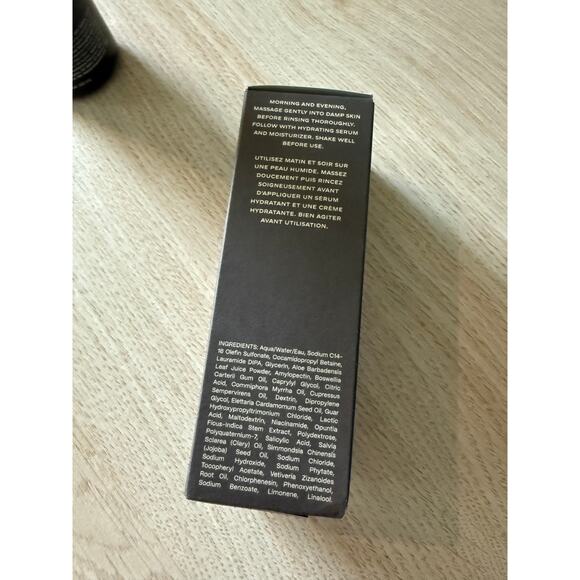 MORNING AND EVENING,
MASSAGE GENTLY INTO DAMP SKIN
BEFORE RINSING THOROUGHLY.
FOLLOW WITH HYDRATING SERUM
AND MOISTURIZER. SHAKE WELL
BEFORE USE.
UTILISEZ MATIN ET SOIR SUR
UNE PEAU HUMIDE. MASSEZ
DOUCEMENT PUIS RINCEZ
SOIGNEUSEMENT AVANT
D'APPLIQUER UN SÉRUM
HYDRATANT ET UNE CRÈME
HYDRATANTE. BIEN AGITER
AVANT UTILISATION.
INGREDIENTS: Aqua/Water/Eau, Sodium C14-
16 Olefin Sulfonate, Cocamidopropyl Betaine,
Lauramide DIPA, Glycerin, Aloe Barbadensis
Leaf Juice Powder, Amylopectin, Boswellia
Carterii Gum Oil, Caprylyl Glycol, Citric
Acid, Commiphora Myrrha Oil, Cupressus
Sempervirens Oil, Dextrin, Dipropylene
Glycol, Elettaria Cardamomum Seed Oil, Guar
Hydroxypropyltrimonium Chloride, Lactic
Acid, Maltodextrin, Niacinamide, Opuntia
Ficus-Indica Stem Extract, Polydextrose,
Polyquaternium-7, Salicylic Acid, Salvia
Sclarea (Clary) Oil, Simmondsia Chinensis
(Jojoba) Seed Oil, Sodium Chloride,
Sodium Hydroxide, Sodium Phytate,
Tocopheryl Acetate, Vetiveria Zizanoides
Root Oil, Chlorphenesin, Phenoxyethanol,
Sodium Benzoate, Limonene, Linalool.